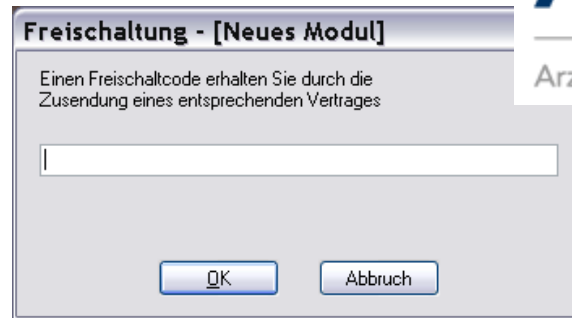 Freischaltung - [Neues Modul]
Einen Freischaltcode erhalten Sie durch die
Zusendung eines entsprechenden Vertrages
OK
Abbruch